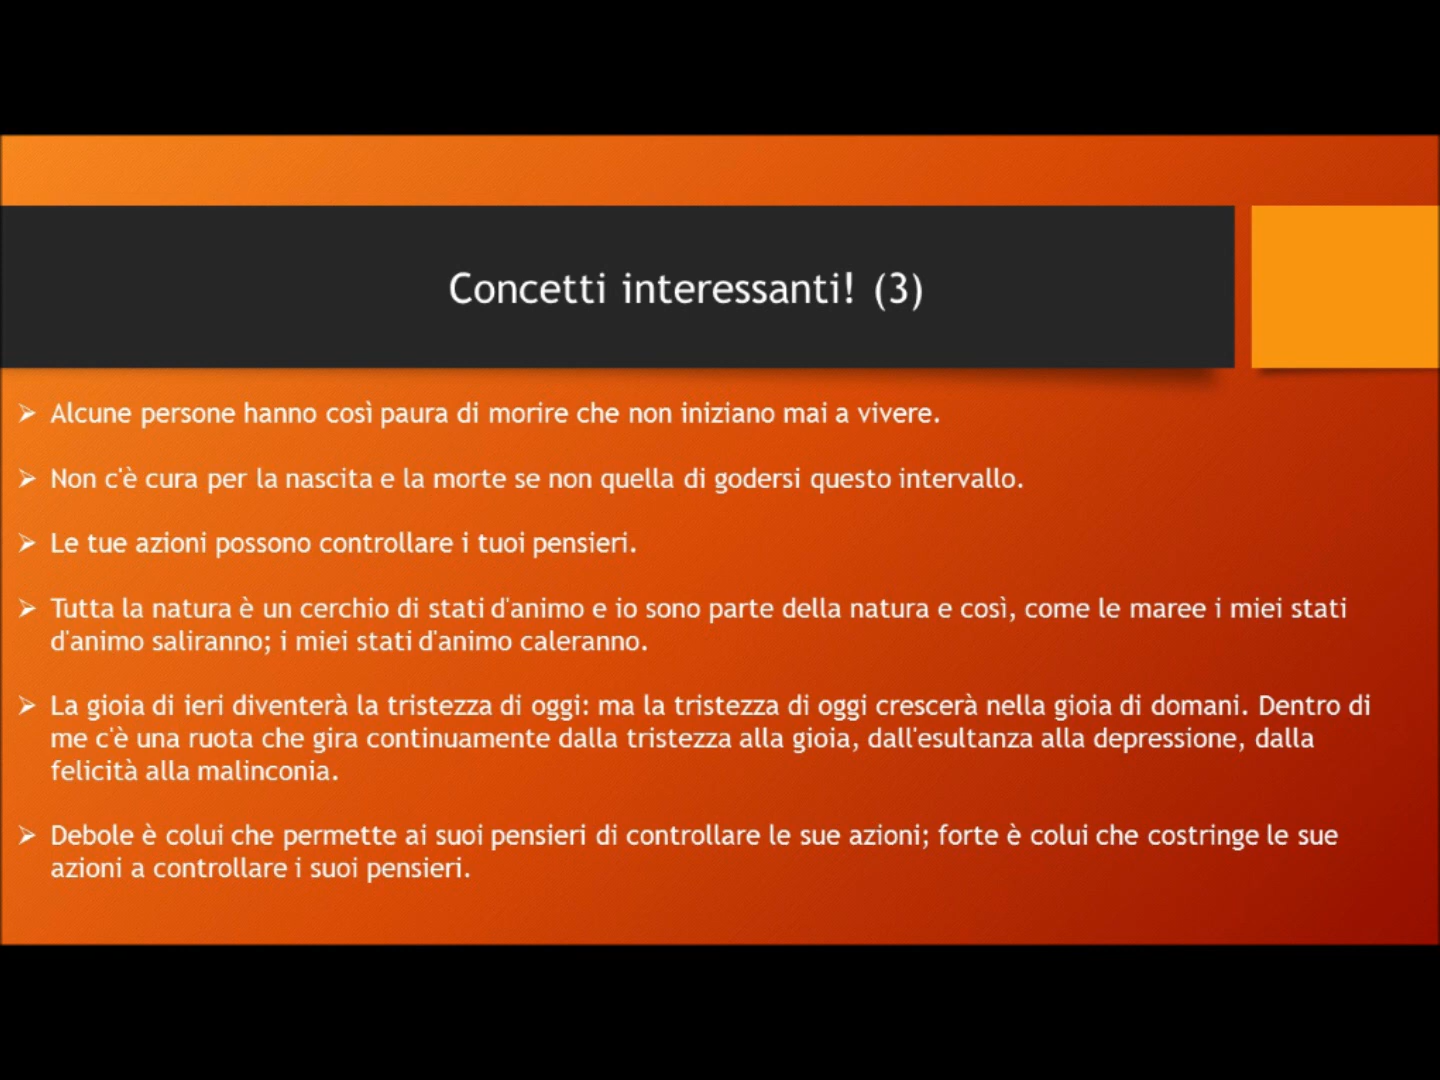 Concetti interessanti! (3)
➢ Alcune persone hanno così paura di morire che non iniziano mai a vivere.
➢ Non c'è cura per la nascita e la morte se non quella di godersi questo intervallo.
➢ Le tue azioni possono controllare i tuoi pensieri.
➢ Tutta la natura è un cerchio di stati d'animo e io sono parte della natura e così, come le maree i miei stati
d'animo saliranno; i miei stati d'animo caleranno.
➢ La gioia di ieri diventerà la tristezza di oggi: ma la tristezza di oggi crescerà nella gioia di domani. Dentro di
me c'è una ruota che gira continuamente dalla tristezza alla gioia, dall'esultanza alla depressione, dalla
felicità alla malinconia.
➢ Debole è colui che permette ai suoi pensieri di controllare le sue azioni; forte è colui che costringe le sue
azioni a controllare i suoi pensieri.